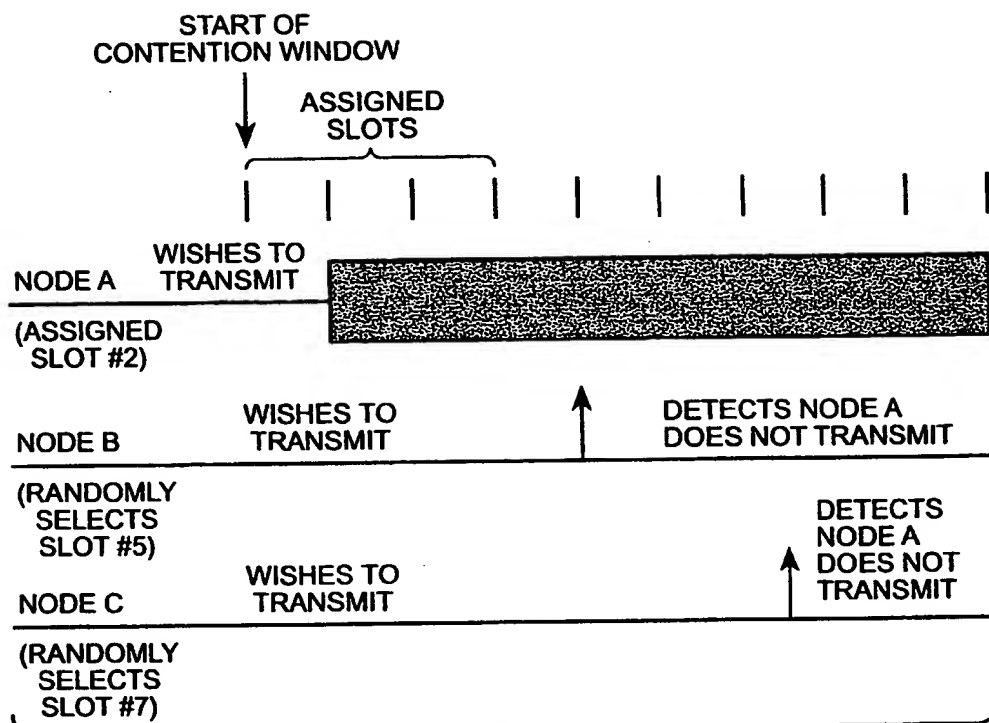 START OF
CONTENTION WINDOW
ASSIGNED
SLOTS
WISHES TO
TRANSMIT
NODE A
(ASSIGNED
SLOT #2)
WISHES TO
TRANSMIT
DETECTS NODE A
DOES NOT TRANSMIT
NODE B
(RANDOMLY
SELECTS
SLOT #5)
WISHES TO
TRANSMIT
DETECTS
NODE A
DOES NOT
TRANSMIT
NODE C
(RANDOMLY
SELECTS
SLOT #7)